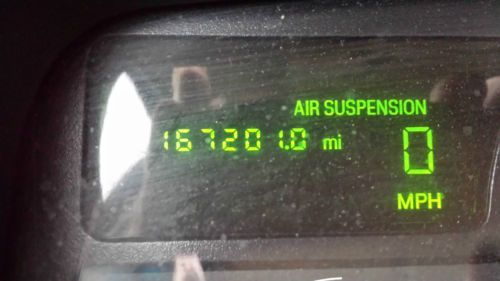 AIR SUSPENSION
167201.0 mi
0
MPH